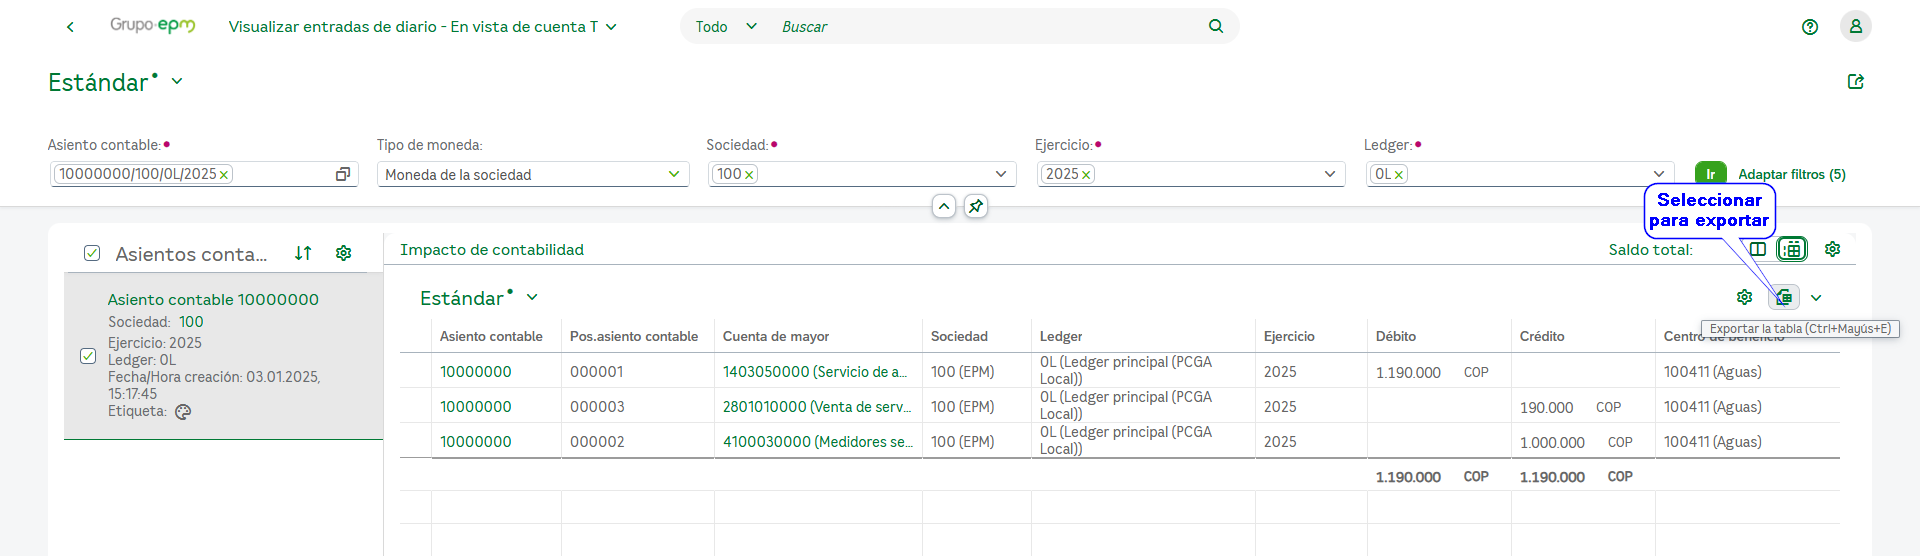 Grupo·epm
Visualizar entradas de diario - En vista de cuenta T
Todo
Buscar
Estándar*
Asiento contable:
Tipo de moneda:
Sociedad:
Ejercicio:
Ledger:
10000000/100/0L/2025
Moneda de la sociedad
100
2025
0L
Ir
Adaptar filtros (5)
Seleccionar
para exportar
Asientos conta...
Impacto de contabilidad
Saldo total:
Asiento contable 10000000
Sociedad: 100
Ejercicio: 2025
Ledger: 0L
Fecha/Hora creación: 03.01.2025,
15:17:45
Etiqueta:
Estándar*
Exportar la tabla (Ctrl+Mayús+E)
Asiento contable
Pos.asiento contable
Cuenta de mayor
Sociedad
Ledger
Ejercicio
Débito
Crédito
Centro de beneficio
10000000
000001
1403050000 (Servicio de a...
100 (EPM)
0L (Ledger principal (PCGA
Local))
2025
1.190.000 COP
100411 (Aguas)
10000000
000003
2801010000 (Venta de serv...
100 (EPM)
0L (Ledger principal (PCGA
Local))
2025
190.000 COP
100411 (Aguas)
10000000
000002
4100030000 (Medidores se...
100 (EPM)
0L (Ledger principal (PCGA
Local))
2025
1.000.000 COP
100411 (Aguas)
1.190.000 COP
1.190.000 COP